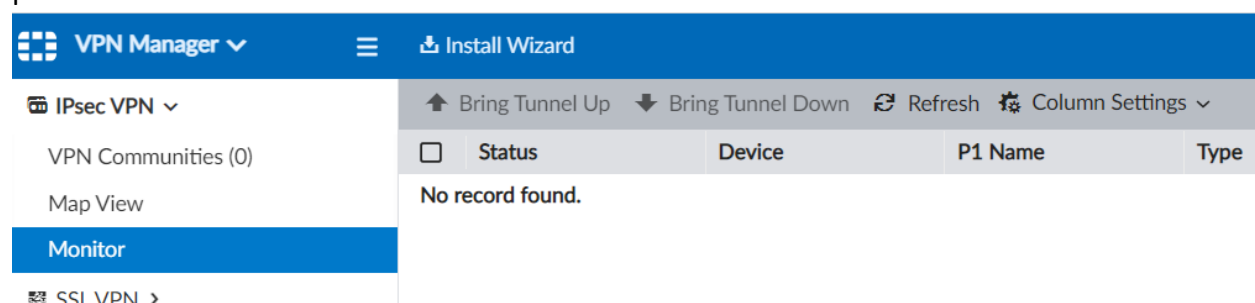 VPN Manager
Install Wizard
IPsec VPN
Bring Tunnel Up Bring Tunnel Down Refresh Column Settings
VPN Communities (0)
Status Device P1 Name Type
Map View
No record found.
Monitor
SSL VPN